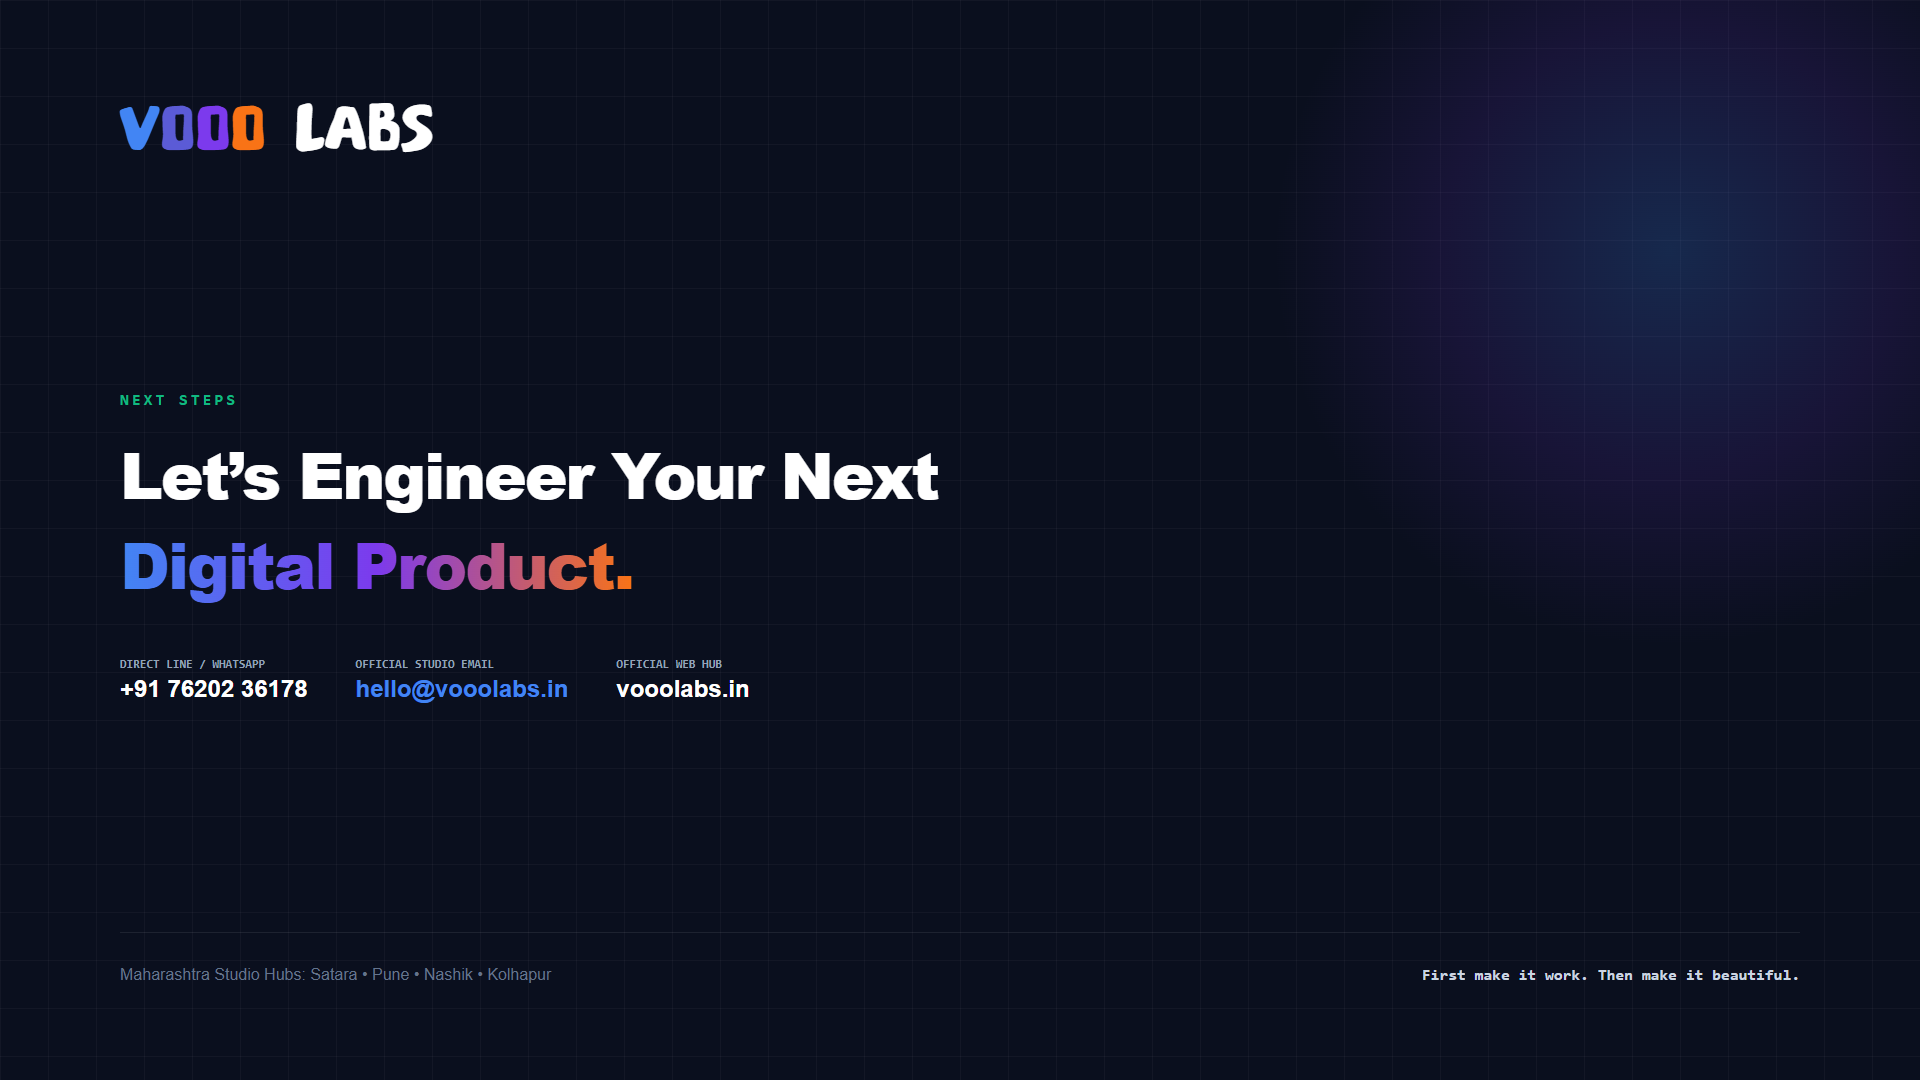 VOOO LABS
NEXT STEPS
Let’s Engineer Your Next
Digital Product.
DIRECT LINE / WHATSAPP
+91 76202 36178
OFFICIAL STUDIO EMAIL
hello@vooolabs.in
OFFICIAL WEB HUB
vooolabs.in
Maharashtra Studio Hubs: Satara • Pune • Nashik • Kolhapur
First make it work. Then make it beautiful.